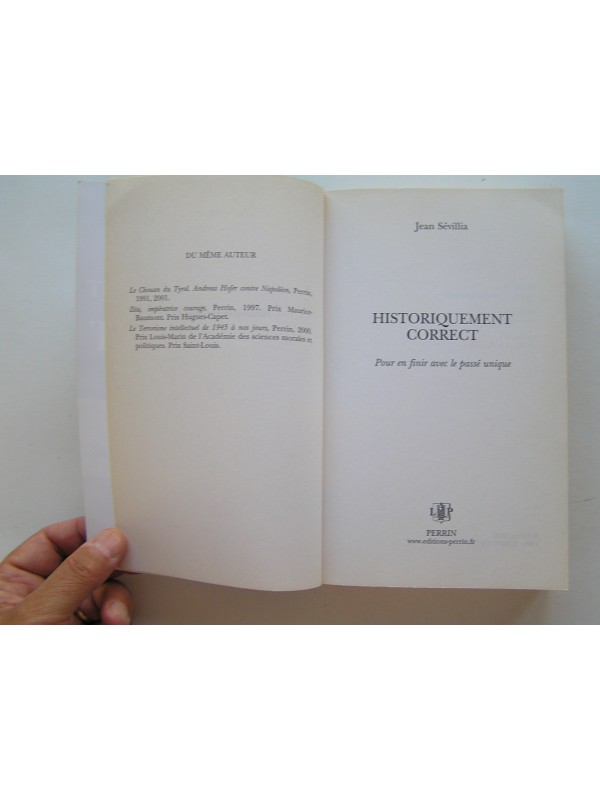 DU MÊME AUTEUR
Le Chouan du Tyrol. Andreas Hofer contre Napoléon, Perrin,
1991, 2001.
Zita, impératrice courage, Perrin, 1997. Prix Maurice-
Baumont. Prix Hugues-Capet.
Le Terrorisme intellectuel de 1945 à nos jours, Perrin, 2000.
Prix Louis-Marin de l'Académie des sciences morales et
politiques. Prix Saint-Louis.
Jean Sévillia
HISTORIQUEMENT
CORRECT
Pour en finir avec le passé unique
L P
PERRIN
www.editions-perrin.fr